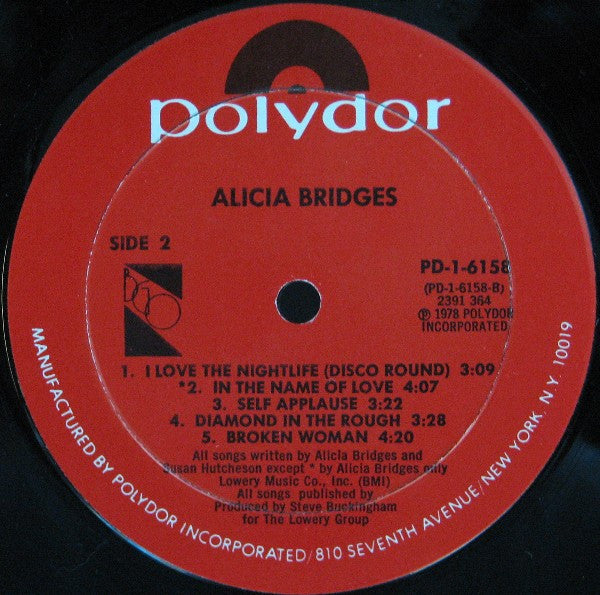 polydor
ALICIA BRIDGES
SIDE 2
PD-1-6158
(PD-1-6158-B)
2391 364
℗ 1978 POLYDOR
INCORPORATED
1. I LOVE THE NIGHTLIFE (DISCO ROUND) 3:09
*2. IN THE NAME OF LOVE 4:07
3. SELF APPLAUSE 3:22
4. DIAMOND IN THE ROUGH 3:28
5. BROKEN WOMAN 4:20
All songs written by Alicia Bridges and
Susan Hutcheson except * by Alicia Bridges only
Lowery Music Co., Inc. (BMI)
All songs published by
Produced by Steve Buckingham
for The Lowery Group
MANUFACTURED BY POLYDOR INCORPORATED/810 SEVENTH AVENUE/NEW YORK, N.Y. 10019